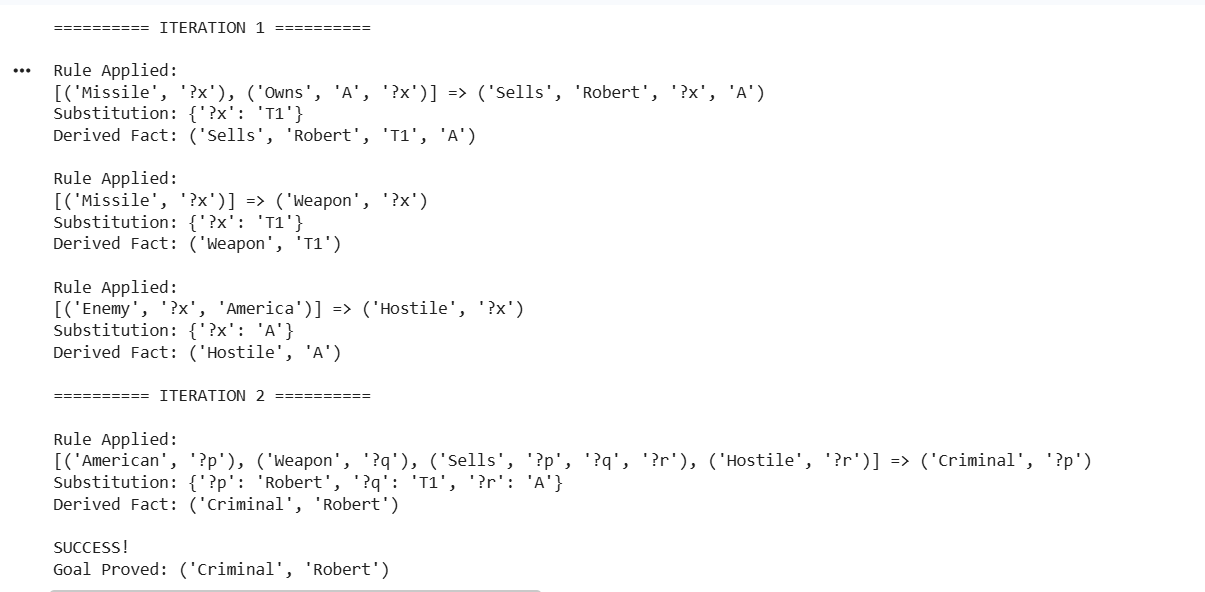 ========== ITERATION 1 ==========
Rule Applied:
[('Missile', '?x'), ('Owns', 'A', '?x')] => ('Sells', 'Robert', '?x', 'A')
Substitution: {'?x': 'T1'}
Derived Fact: ('Sells', 'Robert', 'T1', 'A')
Rule Applied:
[('Missile', '?x')] => ('Weapon', '?x')
Substitution: {'?x': 'T1'}
Derived Fact: ('Weapon', 'T1')
Rule Applied:
[('Enemy', '?x', 'America')] => ('Hostile', '?x')
Substitution: {'?x': 'A'}
Derived Fact: ('Hostile', 'A')
========== ITERATION 2 ==========
Rule Applied:
[('American', '?p'), ('Weapon', '?q'), ('Sells', '?p', '?q', '?r'), ('Hostile', '?r')] => ('Criminal', '?p')
Substitution: {'?p': 'Robert', '?q': 'T1', '?r': 'A'}
Derived Fact: ('Criminal', 'Robert')
SUCCESS!
Goal Proved: ('Criminal', 'Robert')